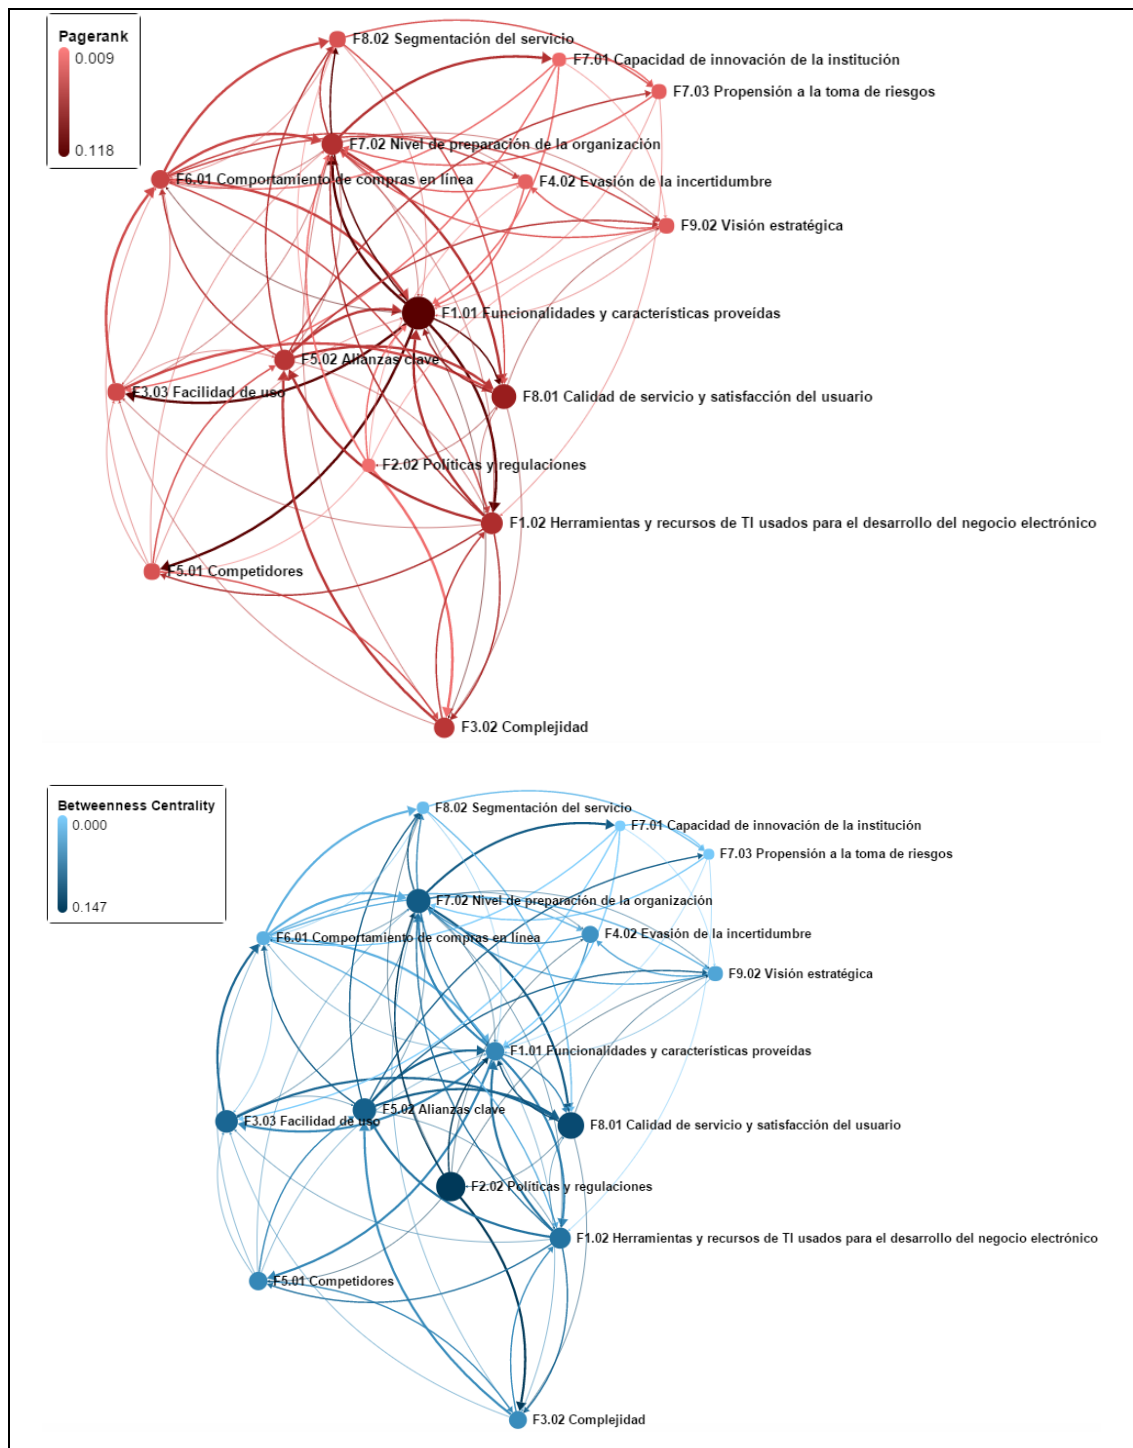 Pagerank
0.009
0.118
F8.02 Segmentación del servicio
F7.01 Capacidad de innovación de la institución
F7.03 Propensión a la toma de riesgos
F7.02 Nivel de preparación de la organización
F6.01 Comportamiento de compras en línea
F4.02 Evasión de la incertidumbre
F9.02 Visión estratégica
F1.01 Funcionalidades y características proveídas
F5.02 Alianzas clave
F3.03 Facilidad de uso
F8.01 Calidad de servicio y satisfacción del usuario
F2.02 Políticas y regulaciones
F1.02 Herramientas y recursos de TI usados para el desarrollo del negocio electrónico
F5.01 Competidores
F3.02 Complejidad
Betweenness Centrality
0.000
0.147
F8.02 Segmentación del servicio
F7.01 Capacidad de innovación de la institución
F7.03 Propensión a la toma de riesgos
F7.02 Nivel de preparación de la organización
F6.01 Comportamiento de compras en línea
F4.02 Evasión de la incertidumbre
F9.02 Visión estratégica
F1.01 Funcionalidades y características proveídas
F5.02 Alianzas clave
F3.03 Facilidad de uso
F8.01 Calidad de servicio y satisfacción del usuario
F2.02 Políticas y regulaciones
F1.02 Herramientas y recursos de TI usados para el desarrollo del negocio electrónico
F5.01 Competidores
F3.02 Complejidad